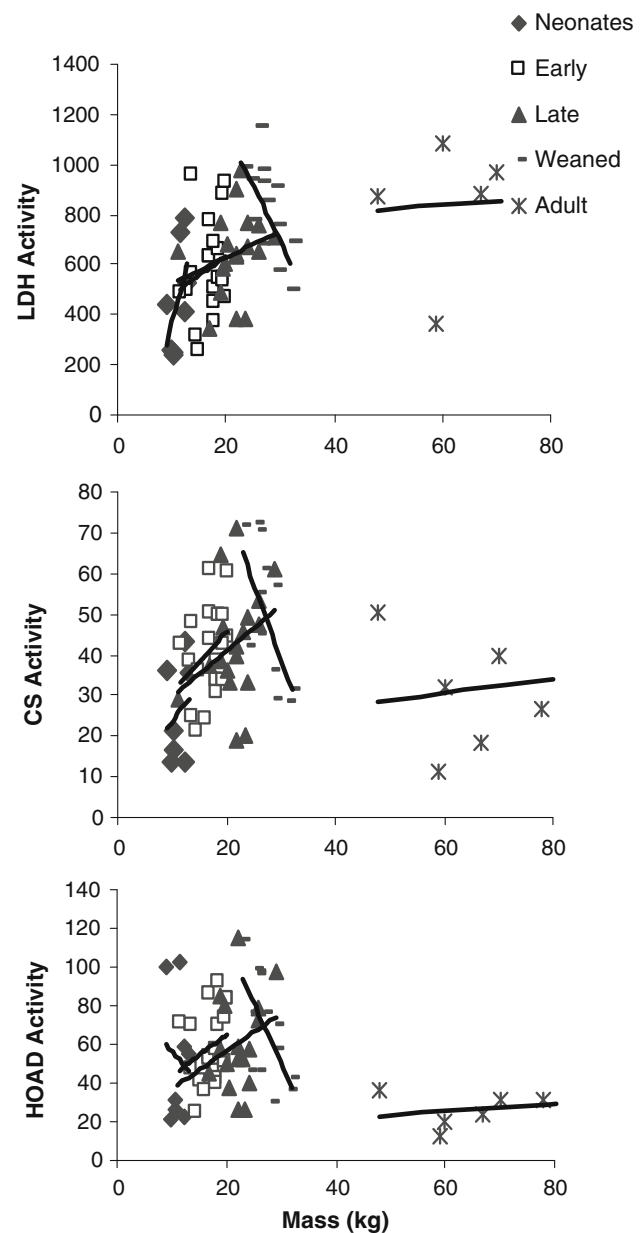 Neonates
Early
Late
Weaned
Adult
1400
1200
1000
800
600
400
200
0
LDH Activity
0 20 40 60 80
80
70
60
50
40
30
20
10
0
CS Activity
0 20 40 60 80
140
120
100
80
60
40
20
0
HOAD Activity
0 20 40 60 80
Mass (kg)